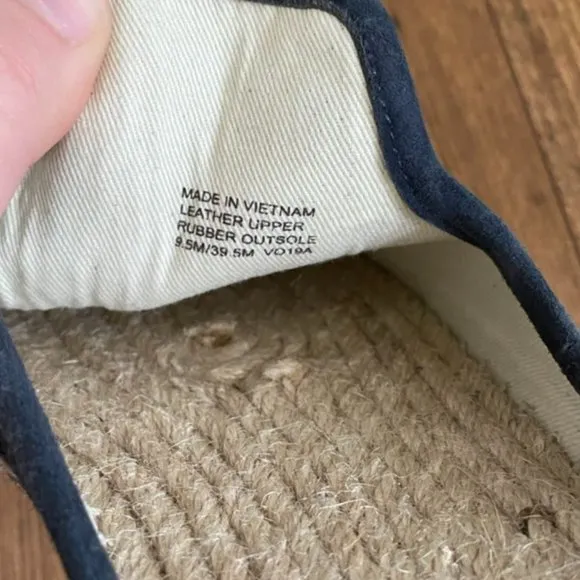 MADE IN VIETNAM
LEATHER UPPER
RUBBER OUTSOLE
9.5M/39.5M VO19A